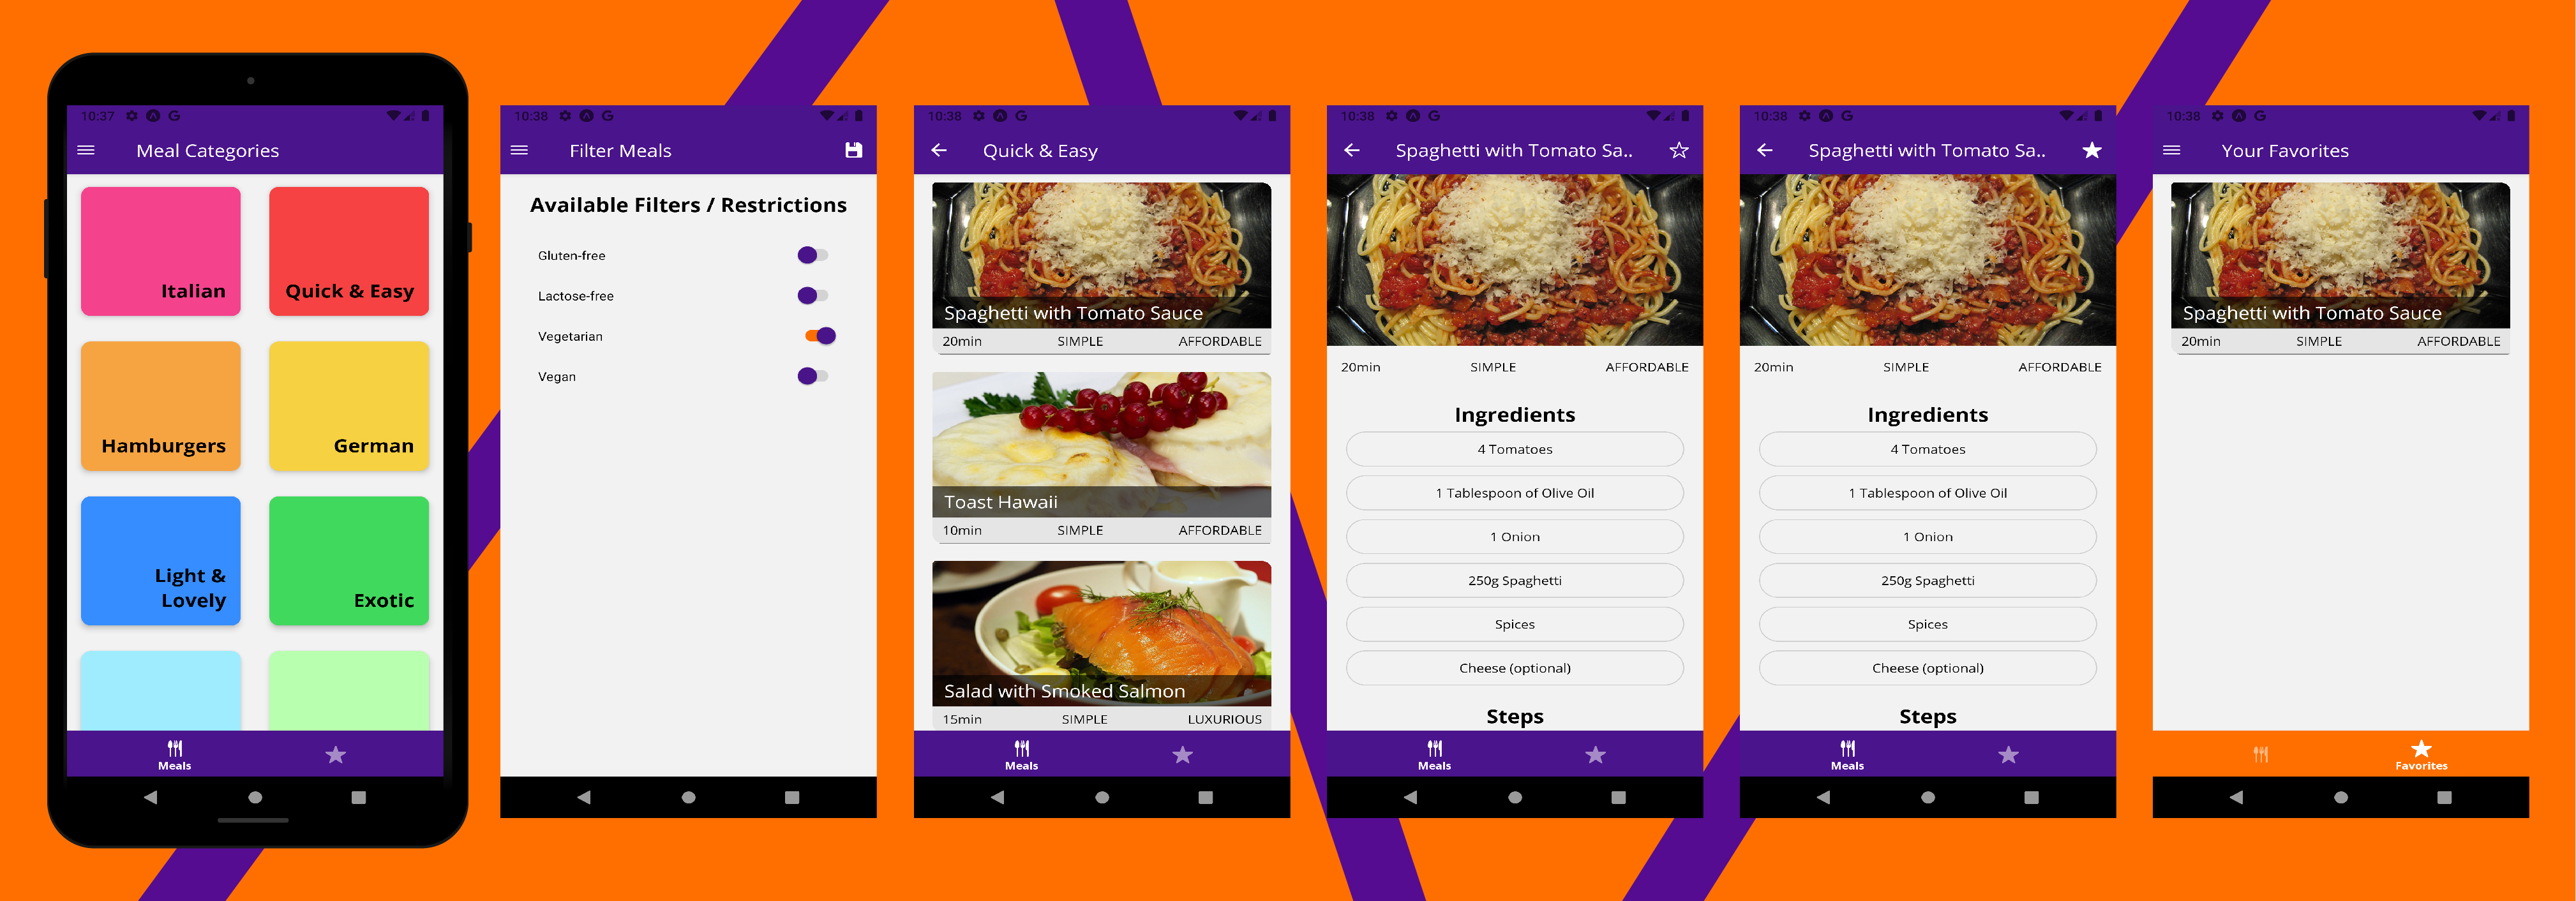 10:37
Meal Categories
Italian
Quick & Easy
Hamburgers
German
Light &
Lovely
Exotic
Meals
10:38
Filter Meals
Available Filters / Restrictions
Gluten-free
Lactose-free
Vegetarian
Vegan
10:38
Quick & Easy
Spaghetti with Tomato Sauce
20min SIMPLE AFFORDABLE
Toast Hawaii
10min SIMPLE AFFORDABLE
Salad with Smoked Salmon
15min SIMPLE LUXURIOUS
Meals
10:38
Spaghetti with Tomato Sa..
20min SIMPLE AFFORDABLE
Ingredients
4 Tomatoes
1 Tablespoon of Olive Oil
1 Onion
250g Spaghetti
Spices
Cheese (optional)
Steps
Meals
10:38
Spaghetti with Tomato Sa..
20min SIMPLE AFFORDABLE
Ingredients
4 Tomatoes
1 Tablespoon of Olive Oil
1 Onion
250g Spaghetti
Spices
Cheese (optional)
Steps
Meals
10:38
Your Favorites
Spaghetti with Tomato Sauce
20min SIMPLE AFFORDABLE
Favorites